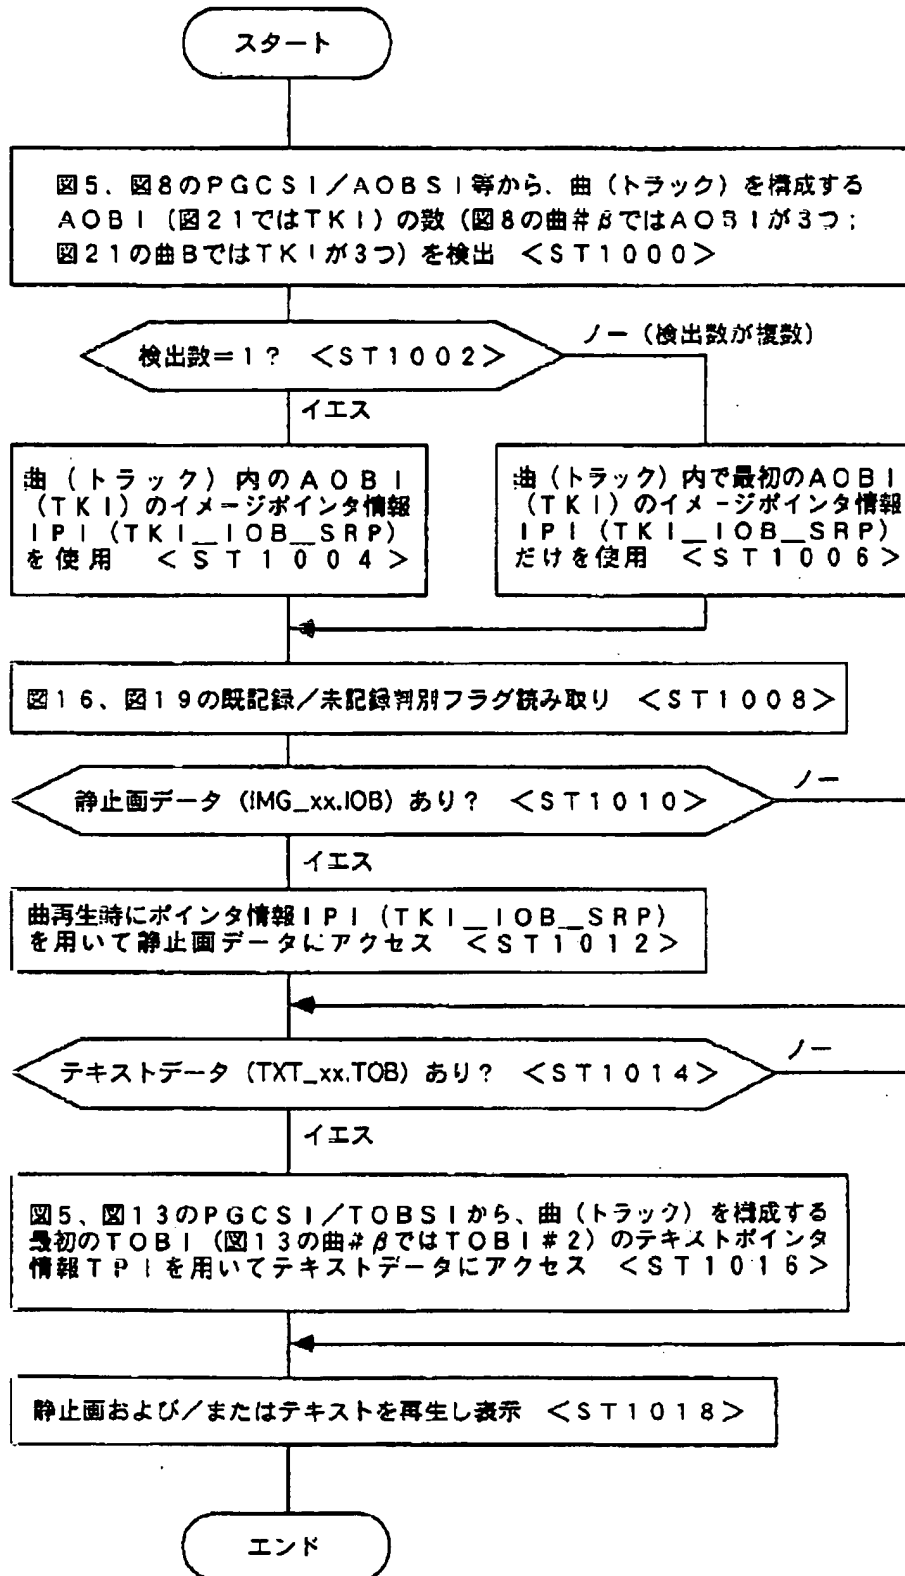 スタート
図5、図8のPGCSI/AOBSI等から、曲(トラック)を構成する
AOBI(図21ではTKI)の数(図8の曲#βではAOBIが3つ;
図21の曲BではTKIが3つ)を検出 <ST1000>
検出数=1? <ST1002>
ノー(検出数が複数)
イエス
曲(トラック)内のAOBI
(TKI)のイメージポインタ情報
IPI(TKI_IOB_SRP)
を使用 <ST1004>
曲(トラック)内で最初のAOBI
(TKI)のイメージポインタ情報
IPI(TKI_IOB_SRP)
だけを使用 <ST1006>
図16、図19の既記録/未記録判別フラグ読み取り <ST1008>
静止画データ(IMG_xx.IOB)あり? <ST1010>
ノー
イエス
曲再生時にポインタ情報IPI(TKI_IOB_SRP)
を用いて静止画データにアクセス <ST1012>
テキストデータ(TXT_xx.TOB)あり? <ST1014>
ノー
イエス
図5、図13のPGCSI/TOBSIから、曲(トラック)を構成する
最初のTOBI(図13の曲#βではTOBI#2)のテキストポインタ
情報TPIを用いてテキストデータにアクセス <ST1016>
静止画および/またはテキストを再生し表示 <ST1018>
エンド